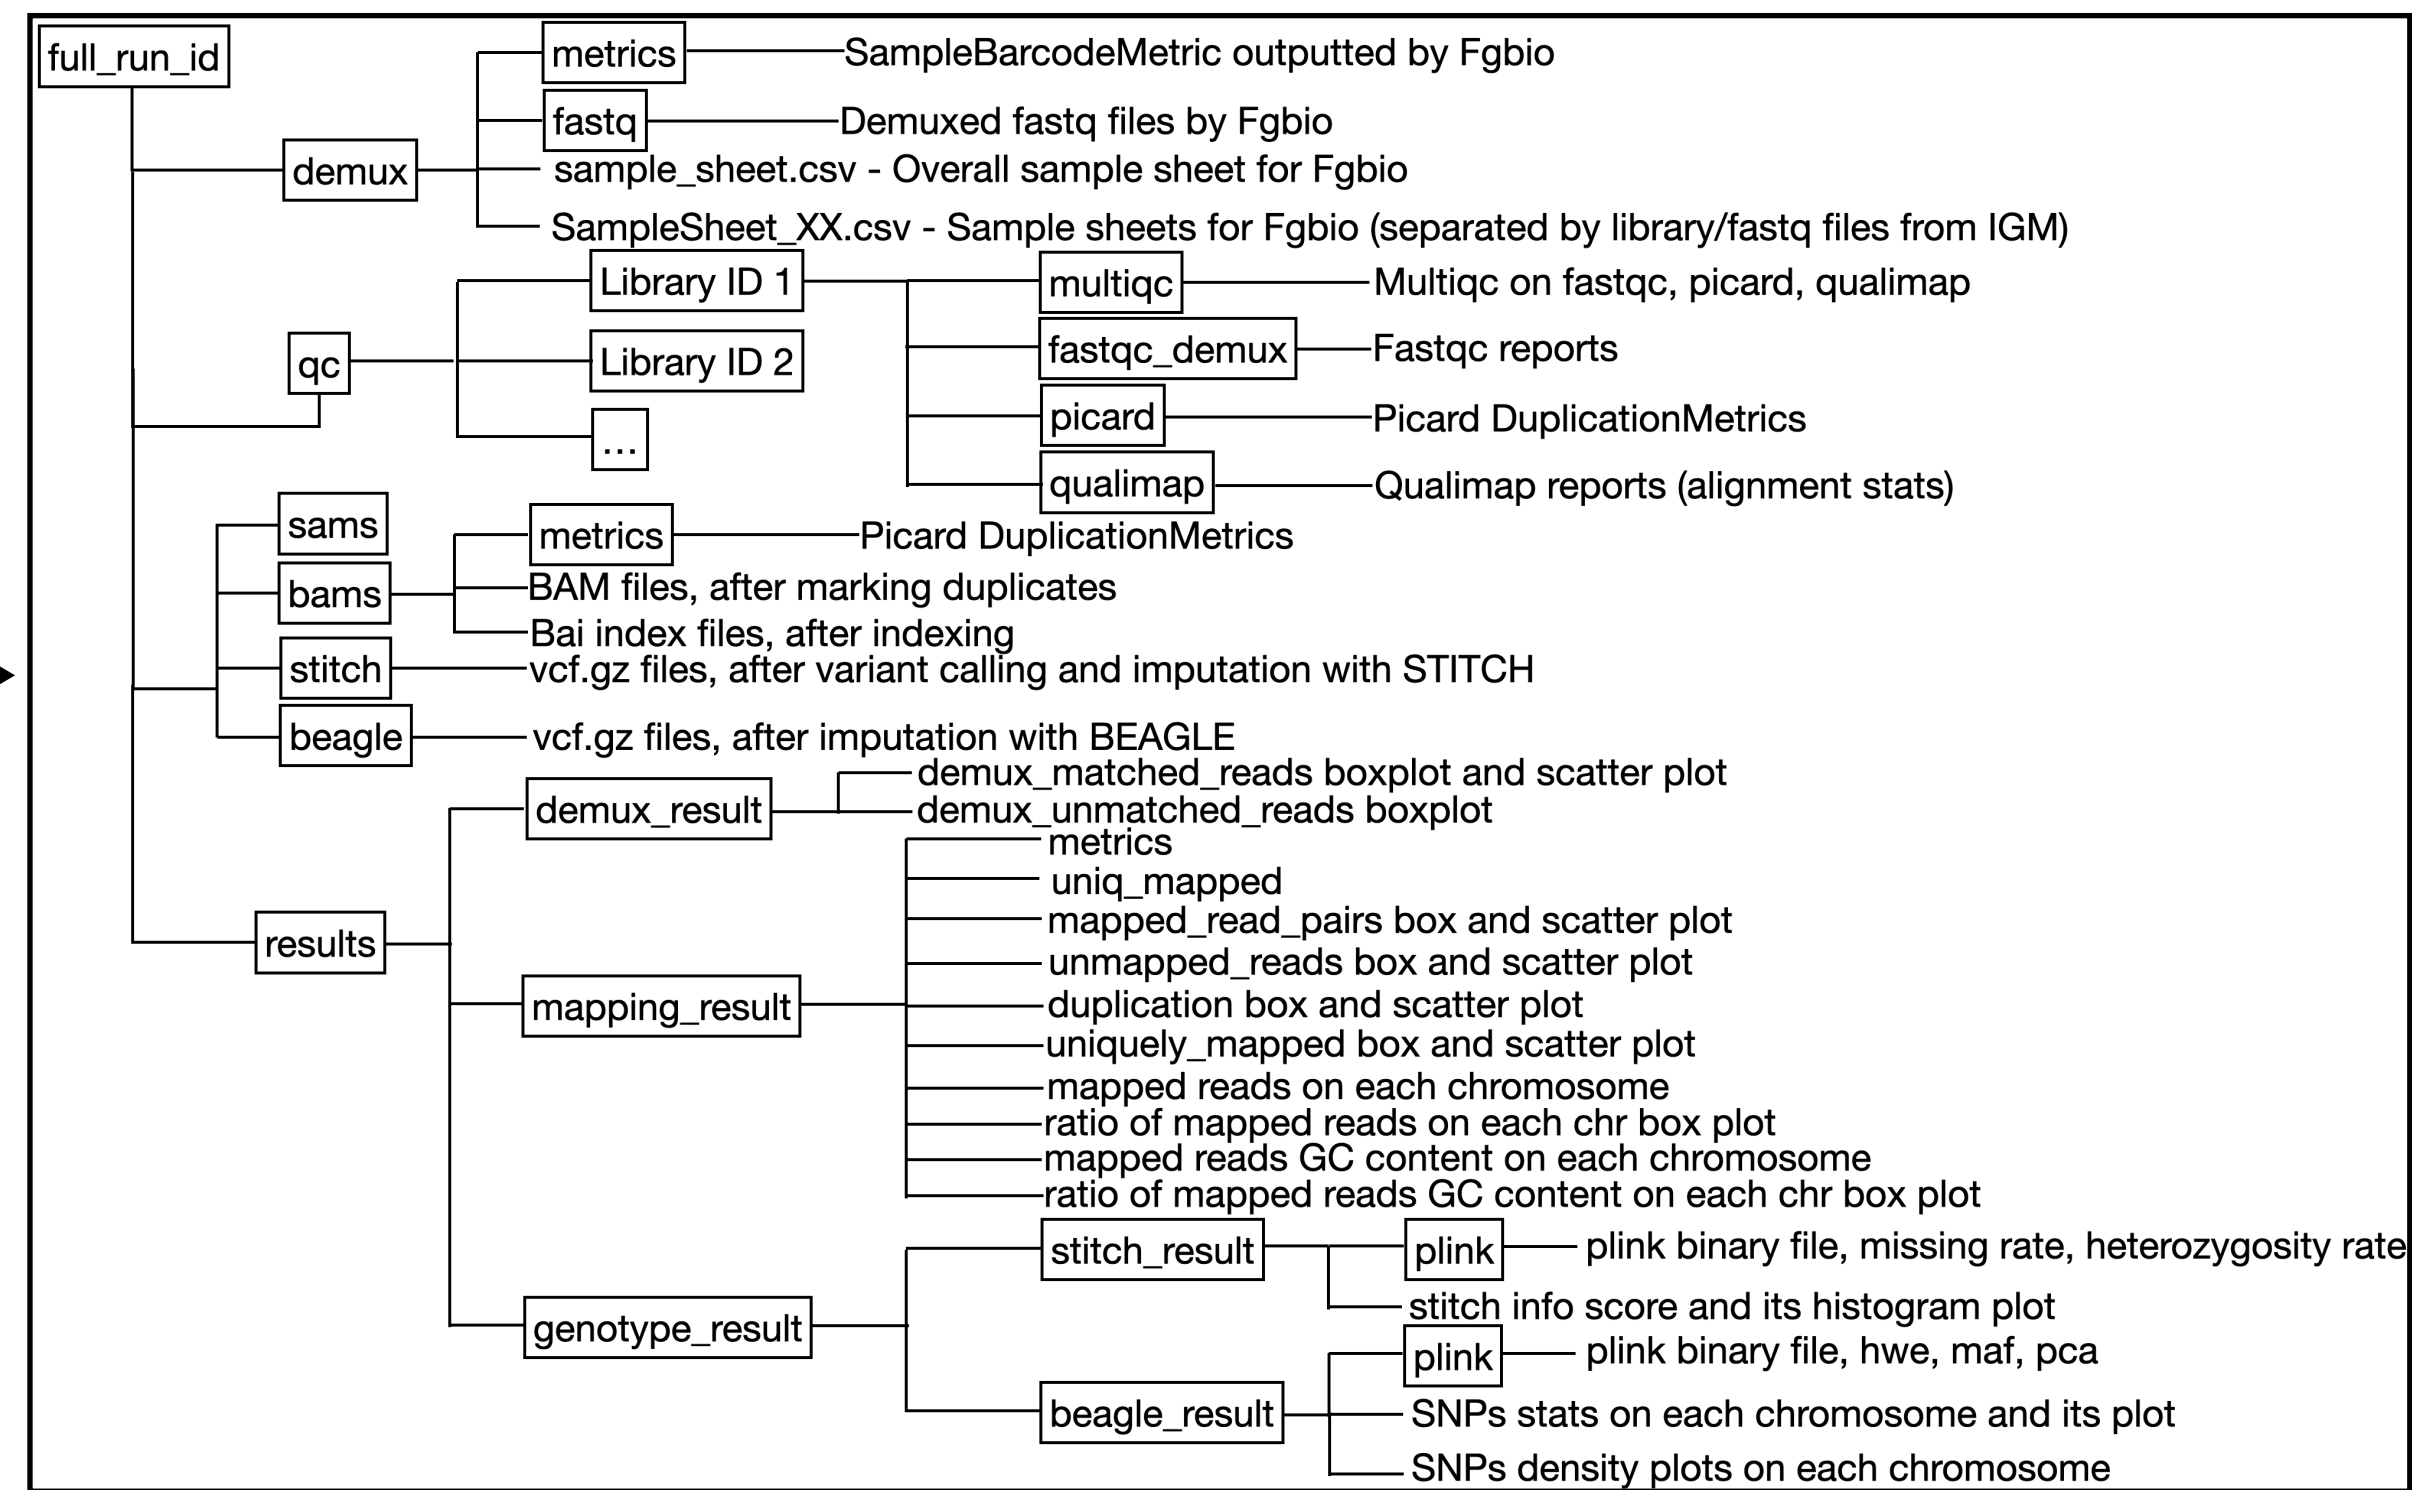 full_run_id
metrics
SampleBarcodeMetric outputted by Fgbio
fastq
Demuxed fastq files by Fgbio
demux
sample_sheet.csv - Overall sample sheet for Fgbio
SampleSheet_XX.csv - Sample sheets for Fgbio (separated by library/fastq files from IGM)
Library ID 1
multiqc
Multiqc on fastqc, picard, qualimap
qc
Library ID 2
fastqc_demux
Fastqc reports
...
picard
Picard DuplicationMetrics
qualimap
Qualimap reports (alignment stats)
sams
metrics
Picard DuplicationMetrics
bams
BAM files, after marking duplicates
Bai index files, after indexing
stitch
vcf.gz files, after variant calling and imputation with STITCH
beagle
vcf.gz files, after imputation with BEAGLE
demux_result
demux_matched_reads boxplot and scatter plot
demux_unmatched_reads boxplot
results
mapping_result
metrics
uniq_mapped
mapped_read_pairs box and scatter plot
unmapped_reads box and scatter plot
duplication box and scatter plot
uniquely_mapped box and scatter plot
mapped reads on each chromosome
ratio of mapped reads on each chr box plot
mapped reads GC content on each chromosome
ratio of mapped reads GC content on each chr box plot
genotype_result
stitch_result
plink
plink binary file, missing rate, heterozygosity rate
stitch info score and its histogram plot
beagle_result
plink
plink binary file, hwe, maf, pca
SNPs stats on each chromosome and its plot
SNPs density plots on each chromosome